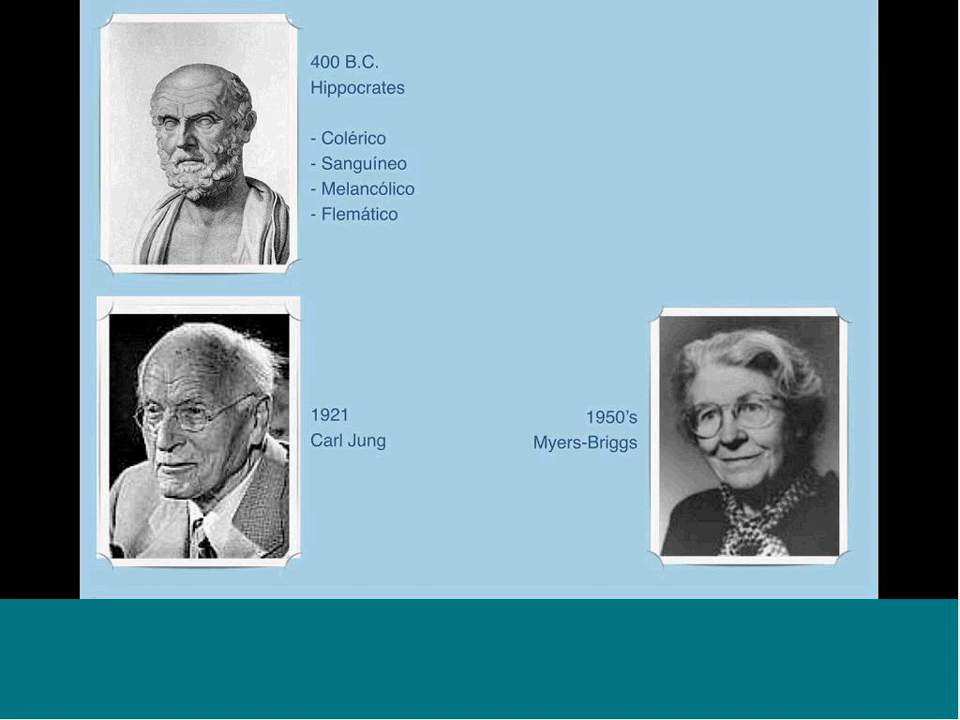 400 B.C.
Hippocrates
- Colérico
- Sanguíneo
- Melancólico
- Flemático
1921
Carl Jung
1950’s
Myers-Briggs